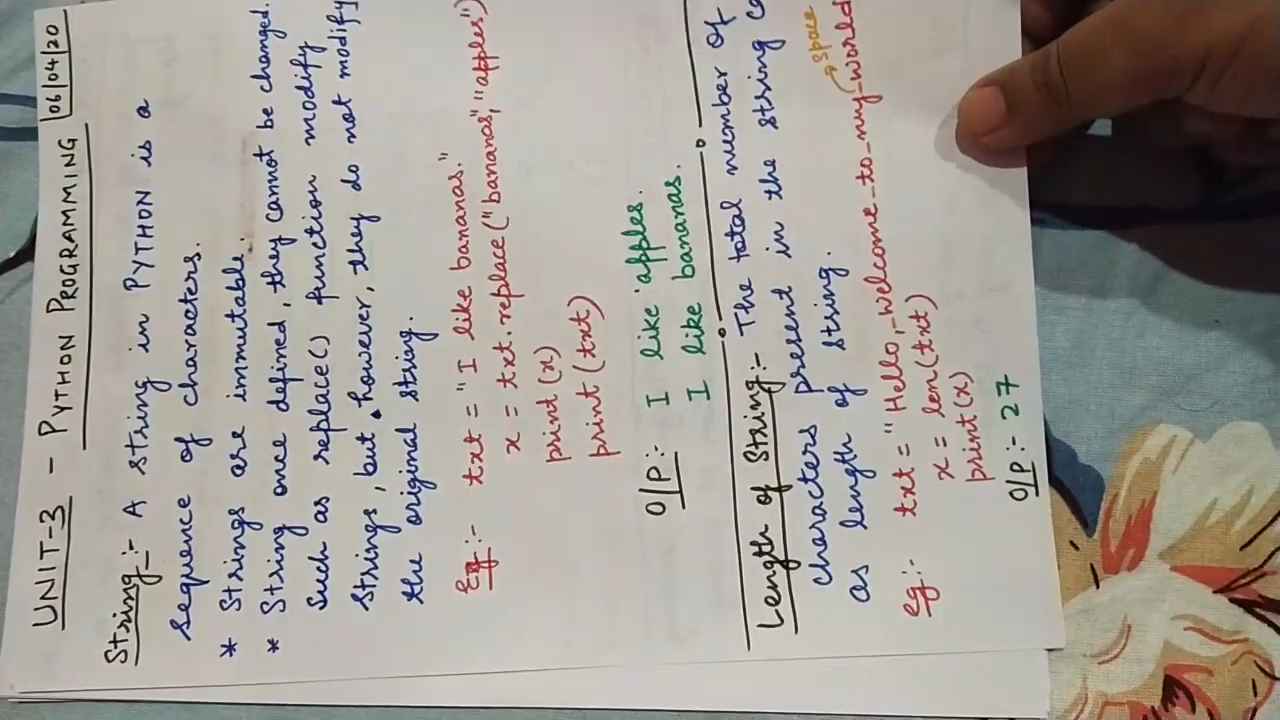 UNIT-3 - PYTHON PROGRAMMING 06/04/20
String:- A string in PYTHON is a
sequence of characters.
* Strings are immutable.
* String once defined, they cannot be changed.
Such as replace() function modify
strings, but however, they do not modify
the original string.
Eg:- txt = "I like bananas."
x = txt.replace("bananas","apples")
print(x)
print(txt)
O/P:- I like apples.
I like bananas.
Length of String:- The total number of
characters present in the string
as length of string.
space
eg:- txt = "Hello,_welcome_to_my_world
x = len(txt)
print(x)
O/P:- 27